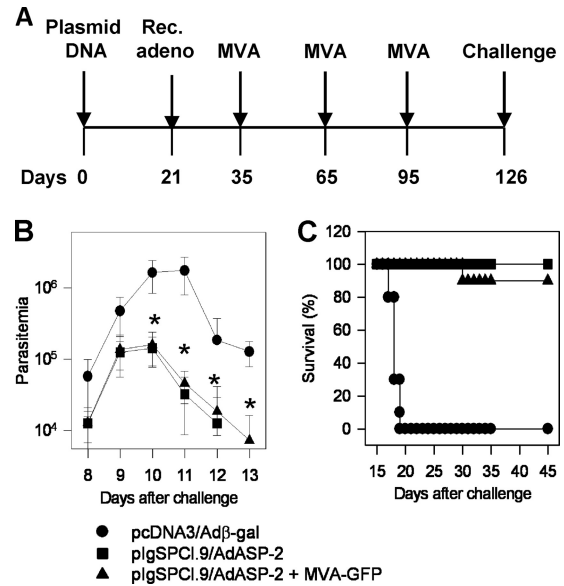 A
Plasmid DNA
Rec. adeno
MVA
MVA
MVA
Challenge
Days 0 21 35 65 95 126
B
Parasitemia
10⁶
10⁵
10⁴
* * * *
8 9 10 11 12 13
Days after challenge
C
Survival (%)
120
100
80
60
40
20
0
15 20 25 30 35 40 45
Days after challenge
pcDNA3/Adβ-gal
pIgSPCl.9/AdASP-2
pIgSPCl.9/AdASP-2 + MVA-GFP